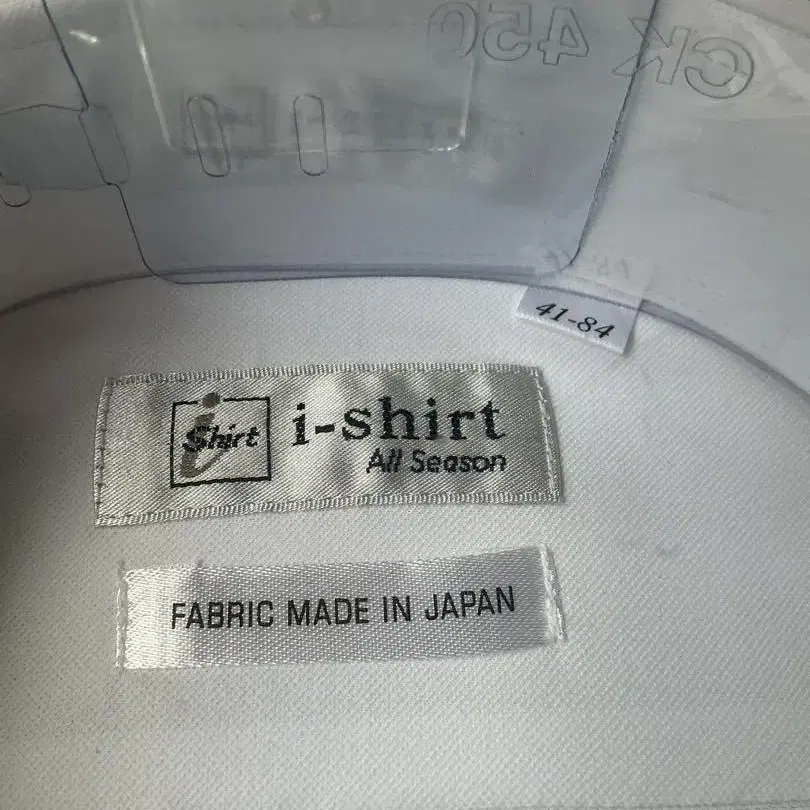 CK 450
41-84
i
Shirt
i-shirt
All Season
FABRIC MADE IN JAPAN